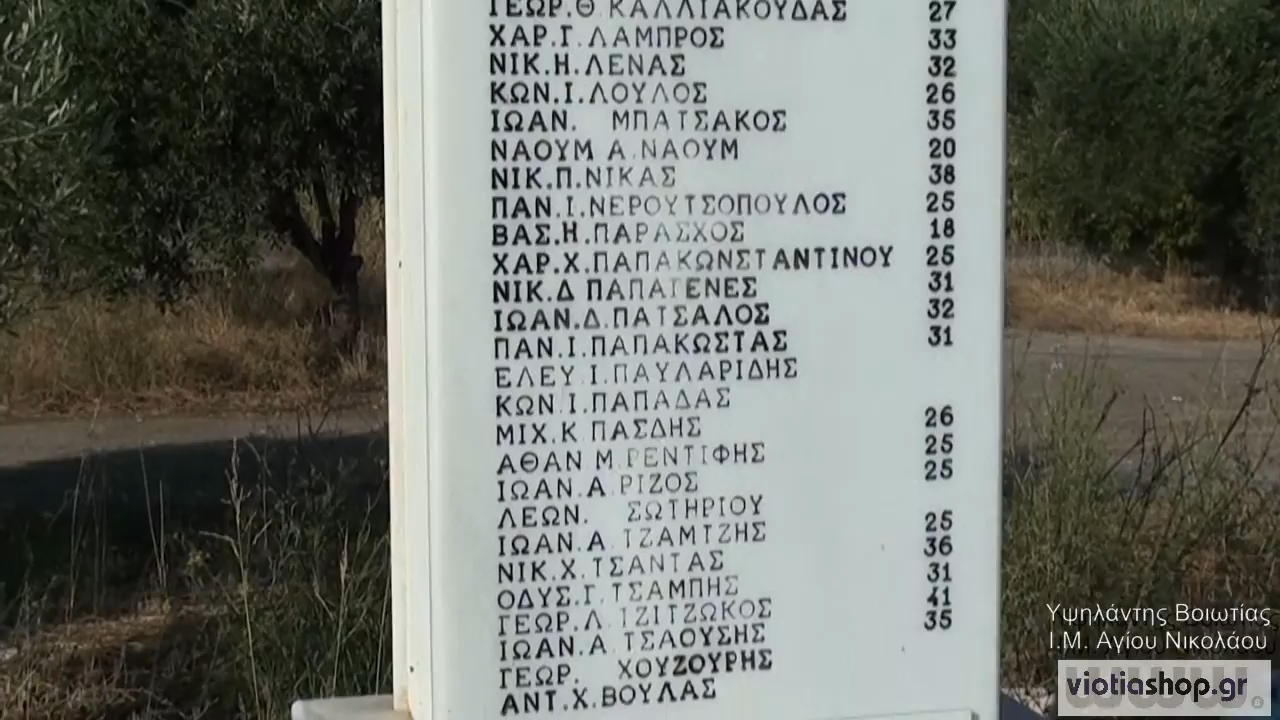 ΓΕΩΡ.Θ.ΚΑΛΛΙΑΚΟΥΔΑΣ 27
ΧΑΡ.Γ.ΛΑΜΠΡΟΣ 33
ΝΙΚ.Η.ΛΕΝΑΣ 32
ΚΩΝ.Ι.ΛΟΥΛΟΣ 26
ΙΩΑΝ. ΜΠΑΤΣΑΚΟΣ 35
ΝΑΟΥΜ Α.ΝΑΟΥΜ 20
ΝΙΚ.Π.ΝΙΚΑΣ 38
ΠΑΝ.Ι.ΝΕΡΟΥΤΣΟΠΟΥΛΟΣ 25
ΒΑΣ.Η.ΠΑΡΑΣΧΟΣ 18
ΧΑΡ.Χ.ΠΑΠΑΚΩΝΣΤΑΝΤΙΝΟΥ 25
ΝΙΚ.Δ ΠΑΠΑΓΕΝΕΣ 31
ΙΩΑΝ.Δ.ΠΑΤΣΑΛΟΣ 32
ΠΑΝ.Ι.ΠΑΠΑΚΩΣΤΑΣ 31
ΕΛΕΥ.Ι.ΠΑΥΛΑΡΙΔΗΣ
ΚΩΝ.Ι.ΠΑΠΑΔΑΣ
ΜΙΧ.Κ.ΠΑΣΔΗΣ 26
ΑΘΑΝ.Μ.ΡΕΝΤΙΦΗΣ 25
ΙΩΑΝ.Α.ΡΙΖΟΣ 25
ΛΕΩΝ. ΣΩΤΗΡΙΟΥ
ΙΩΑΝ.Α.ΤΖΑΜΤΖΗΣ 25
ΝΙΚ.Χ.ΤΣΑΝΤΑΣ 36
ΟΔΥΣ.Γ.ΤΣΑΜΠΗΣ 31
ΓΕΩΡ.Λ.ΤΖΙΤΖΩΚΟΣ 41
ΙΩΑΝ.Α.ΤΣΑΟΥΣΗΣ 35
ΓΕΩΡ. ΧΟΥΖΟΥΡΗΣ
ΑΝΤ.Χ.ΒΟΥΛΑΣ
Υψηλάντης Βοιωτίας
Ι.Μ. Αγίου Νικολάου
www.
viotiashop.gr